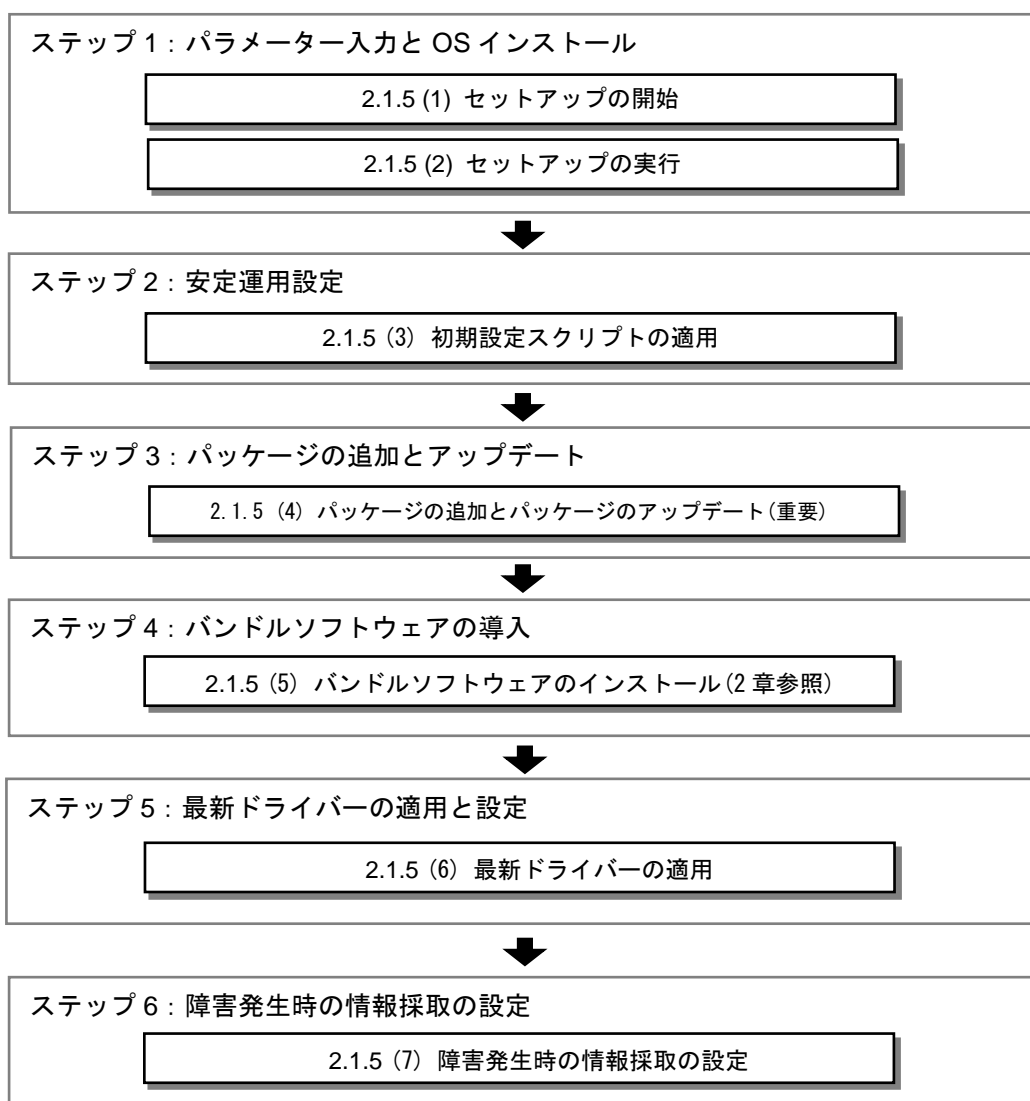 ステップ 1：パラメーター入力と OS インストール
2.1.5 (1) セットアップの開始
2.1.5 (2) セットアップの実行
ステップ 2：安定運用設定
2.1.5 (3) 初期設定スクリプトの適用
ステップ 3：パッケージの追加とアップデート
2.1.5 (4) パッケージの追加とパッケージのアップデート(重要)
ステップ 4：バンドルソフトウェアの導入
2.1.5 (5) バンドルソフトウェアのインストール(2 章参照)
ステップ 5：最新ドライバーの適用と設定
2.1.5 (6) 最新ドライバーの適用
ステップ 6：障害発生時の情報採取の設定
2.1.5 (7) 障害発生時の情報採取の設定